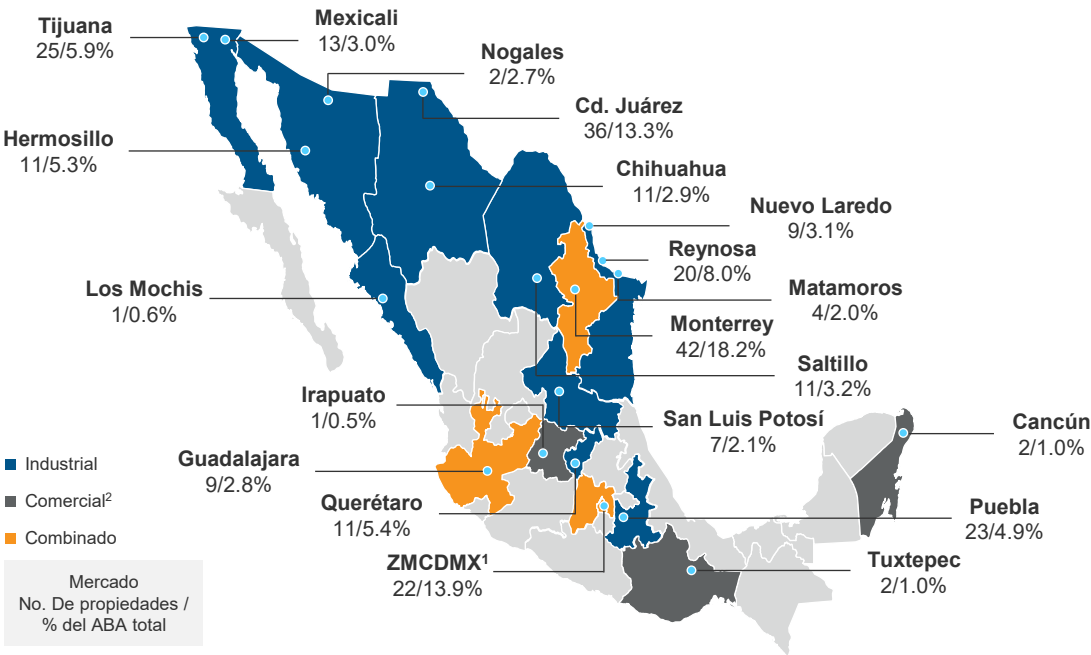 Tijuana
25/5.9%
Mexicali
13/3.0%
Nogales
2/2.7%
Cd. Juárez
36/13.3%
Hermosillo
11/5.3%
Chihuahua
11/2.9%
Nuevo Laredo
9/3.1%
Reynosa
20/8.0%
Los Mochis
1/0.6%
Matamoros
4/2.0%
Monterrey
42/18.2%
Saltillo
11/3.2%
Irapuato
1/0.5%
San Luis Potosí
7/2.1%
Cancún
2/1.0%
Guadalajara
9/2.8%
Querétaro
11/5.4%
Puebla
23/4.9%
ZMCDMX¹
22/13.9%
Tuxtepec
2/1.0%
Industrial
Comercial²
Combinado
Mercado
No. De propiedades /
% del ABA total